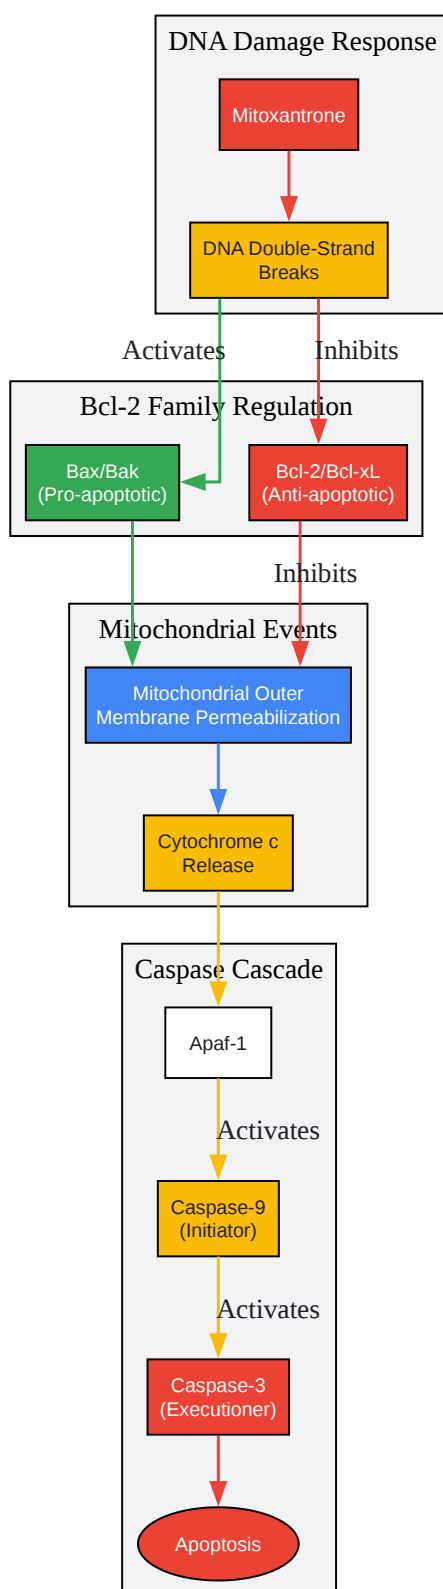 DNA Damage Response
Mitoxantrone
DNA Double-Strand
Breaks
Activates
Inhibits
Bcl-2 Family Regulation
Bax/Bak
(Pro-apoptotic)
Bcl-2/Bcl-xL
(Anti-apoptotic)
Inhibits
Mitochondrial Events
Mitochondrial Outer
Membrane Permeabilization
Cytochrome c
Release
Caspase Cascade
Apaf-1
Activates
Caspase-9
(Initiator)
Activates
Caspase-3
(Executioner)
Apoptosis